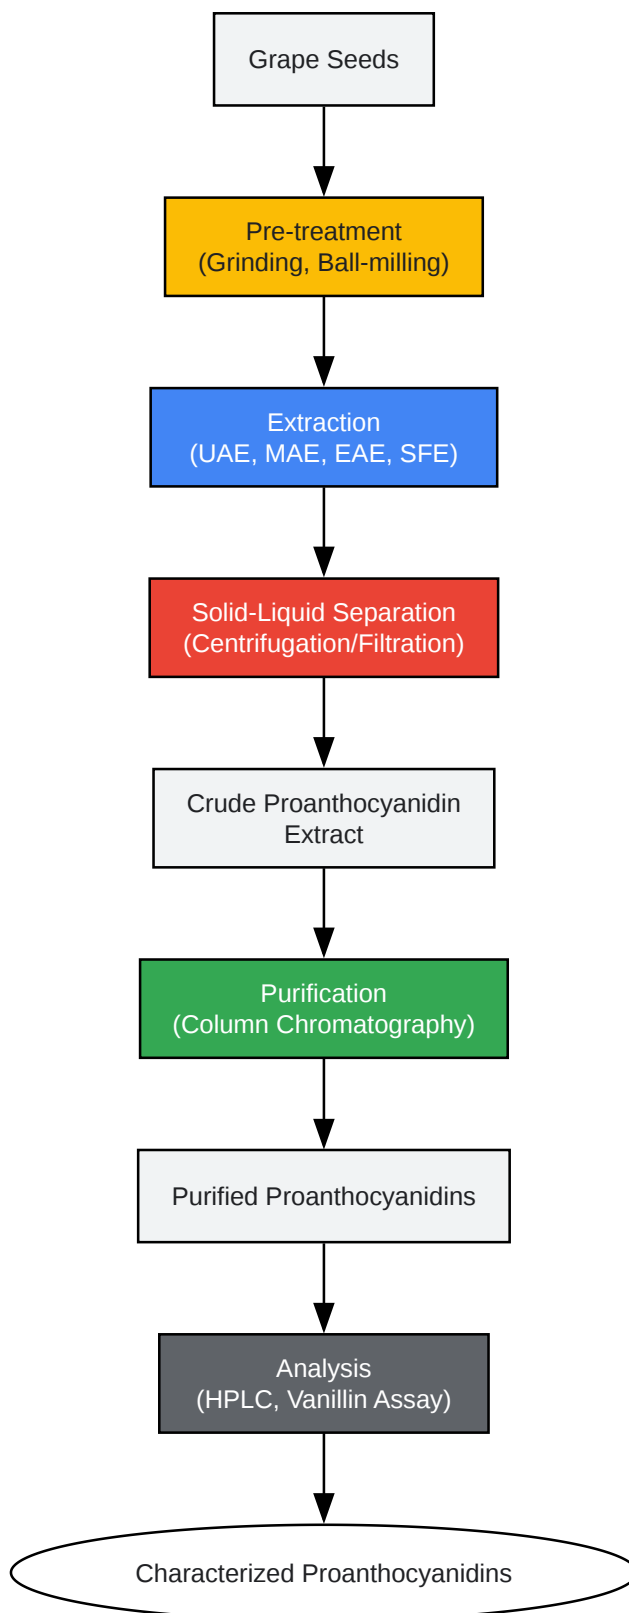 Grape Seeds
Pre-treatment
(Grinding, Ball-milling)
Extraction
(UAE, MAE, EAE, SFE)
Solid-Liquid Separation
(Centrifugation/Filtration)
Crude Proanthocyanidin
Extract
Purification
(Column Chromatography)
Purified Proanthocyanidins
Analysis
(HPLC, Vanillin Assay)
Characterized Proanthocyanidins